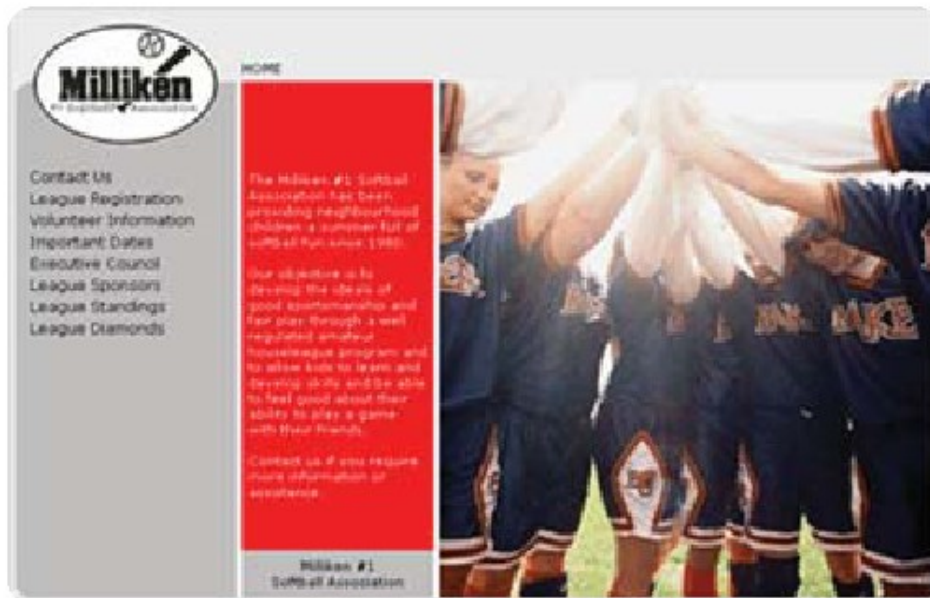 Milliken
#1 Softball Association
HOME
Contact Us
League Registration
Volunteer Information
Important Dates
Executive Council
League Sponsors
League Standings
League Diamonds
The Milliken #1 Softball
Association has been
providing neighbourhood
children a summer full of
softball fun since
Our objective is to
develop the ideals of
good sportsmanship and
fair play through a well
regulated amateur
houseleague program and
to allow kids to learn and
develop skills and be able
to feel good about their
ability to play a game
with their friends.
Contact us if you require
more information or
assistance.
Milliken #1
Softball Association